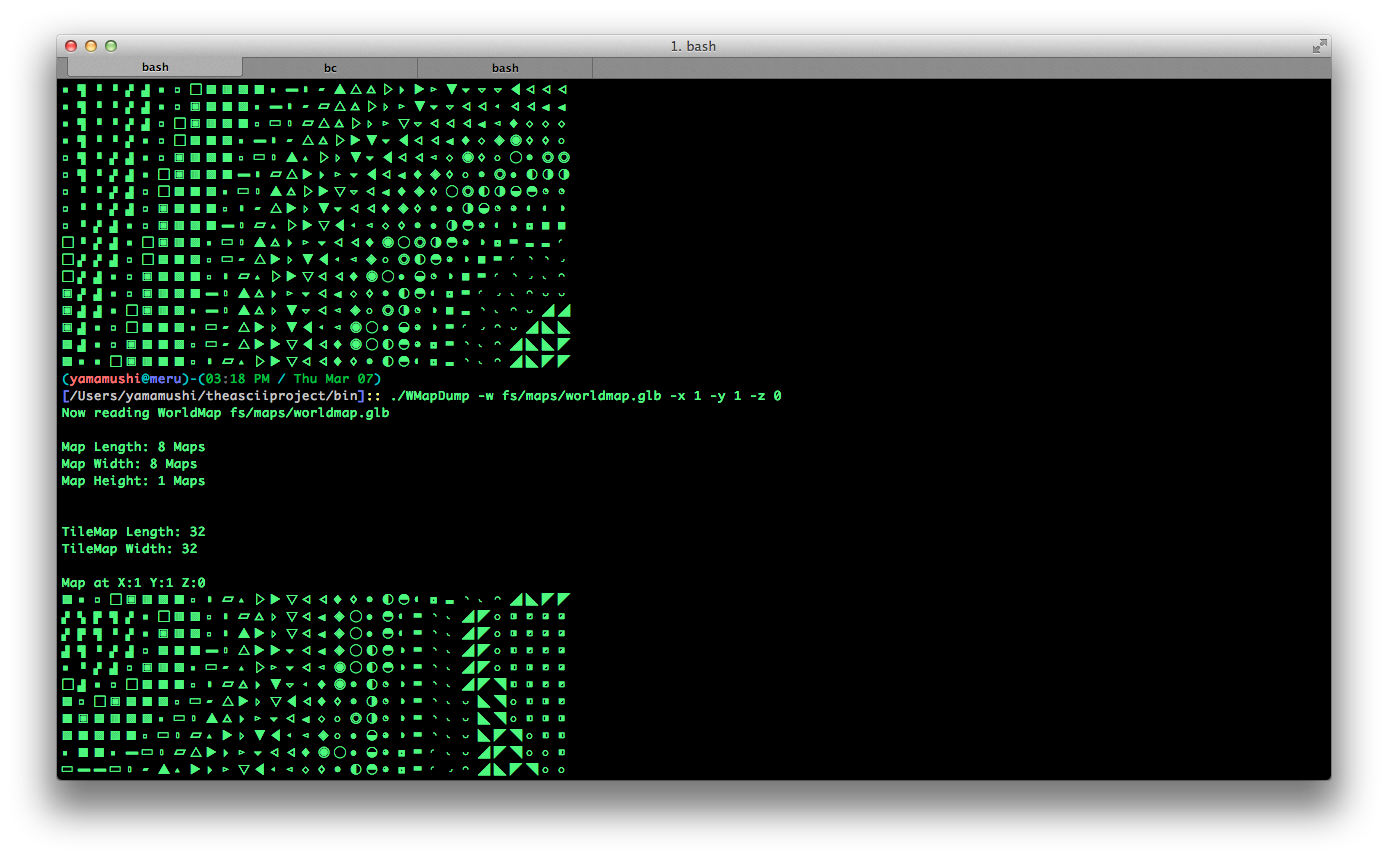 1. bash
bash bc bash
(yamamushi@meru)-(03:18 PM / Thu Mar 07)
[/Users/yamamushi/theasciiproject/bin]:: ./WMapDump -w fs/maps/worldmap.glb -x 1 -y 1 -z 0
Now reading WorldMap fs/maps/worldmap.glb
Map Length: 8 Maps
Map Width: 8 Maps
Map Height: 1 Maps
TileMap Length: 32
TileMap Width: 32
Map at X:1 Y:1 Z:0